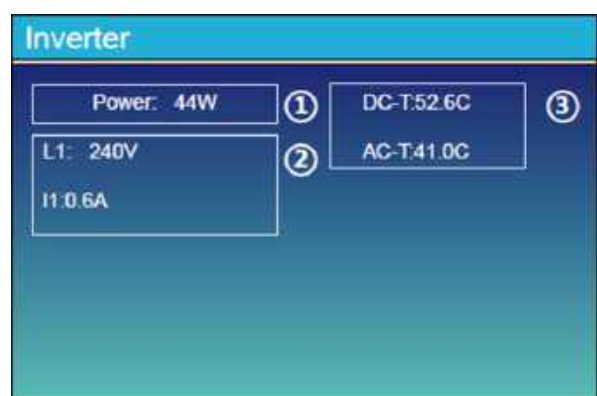 Inverter
Power: 44W
①
DC-T:52.6C
③
L1: 240V
②
AC-T:41.0C
I1:0.6A